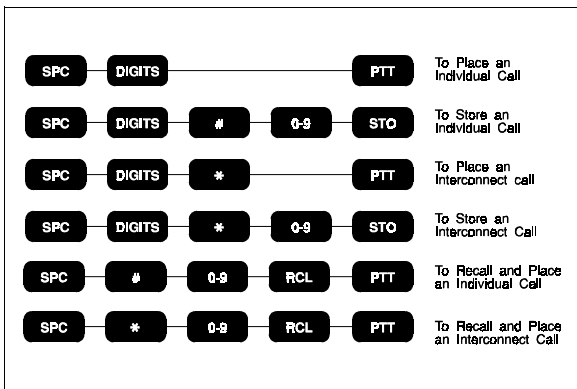 SPC DIGITS PTT To Place an
Individual Call
SPC DIGITS # 0-9 STO To Store an
Individual Call
SPC DIGITS * PTT To Place an
Interconnect call
SPC DIGITS * 0-9 STO To Store an
Interconnect Call
SPC # 0-9 RCL PTT To Recall and Place
an Individual Call
SPC * 0-9 RCL PTT To Recall and Place
an Interconnect Call